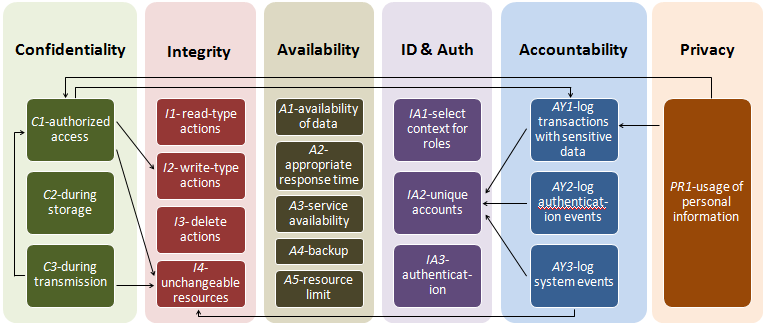 Confidentiality
C1-authorized
access
C2-during
storage
C3-during
transmission
Integrity
I1- read-type
actions
I2- write-type
actions
I3- delete
actions
I4-
unchangeable
resources
Availability
A1-availability
of data
A2-
appropriate
response time
A3-service
availability
A4-backup
A5-resource
limit
ID & Auth
IA1-select
context for
roles
IA2-unique
accounts
IA3-
authenticat-
ion
Accountability
AY1-log
transactions
with sensitive
data
AY2-log
authenticat-
ion events
AY3-log
system events
Privacy
PR1-usage of
personal
information